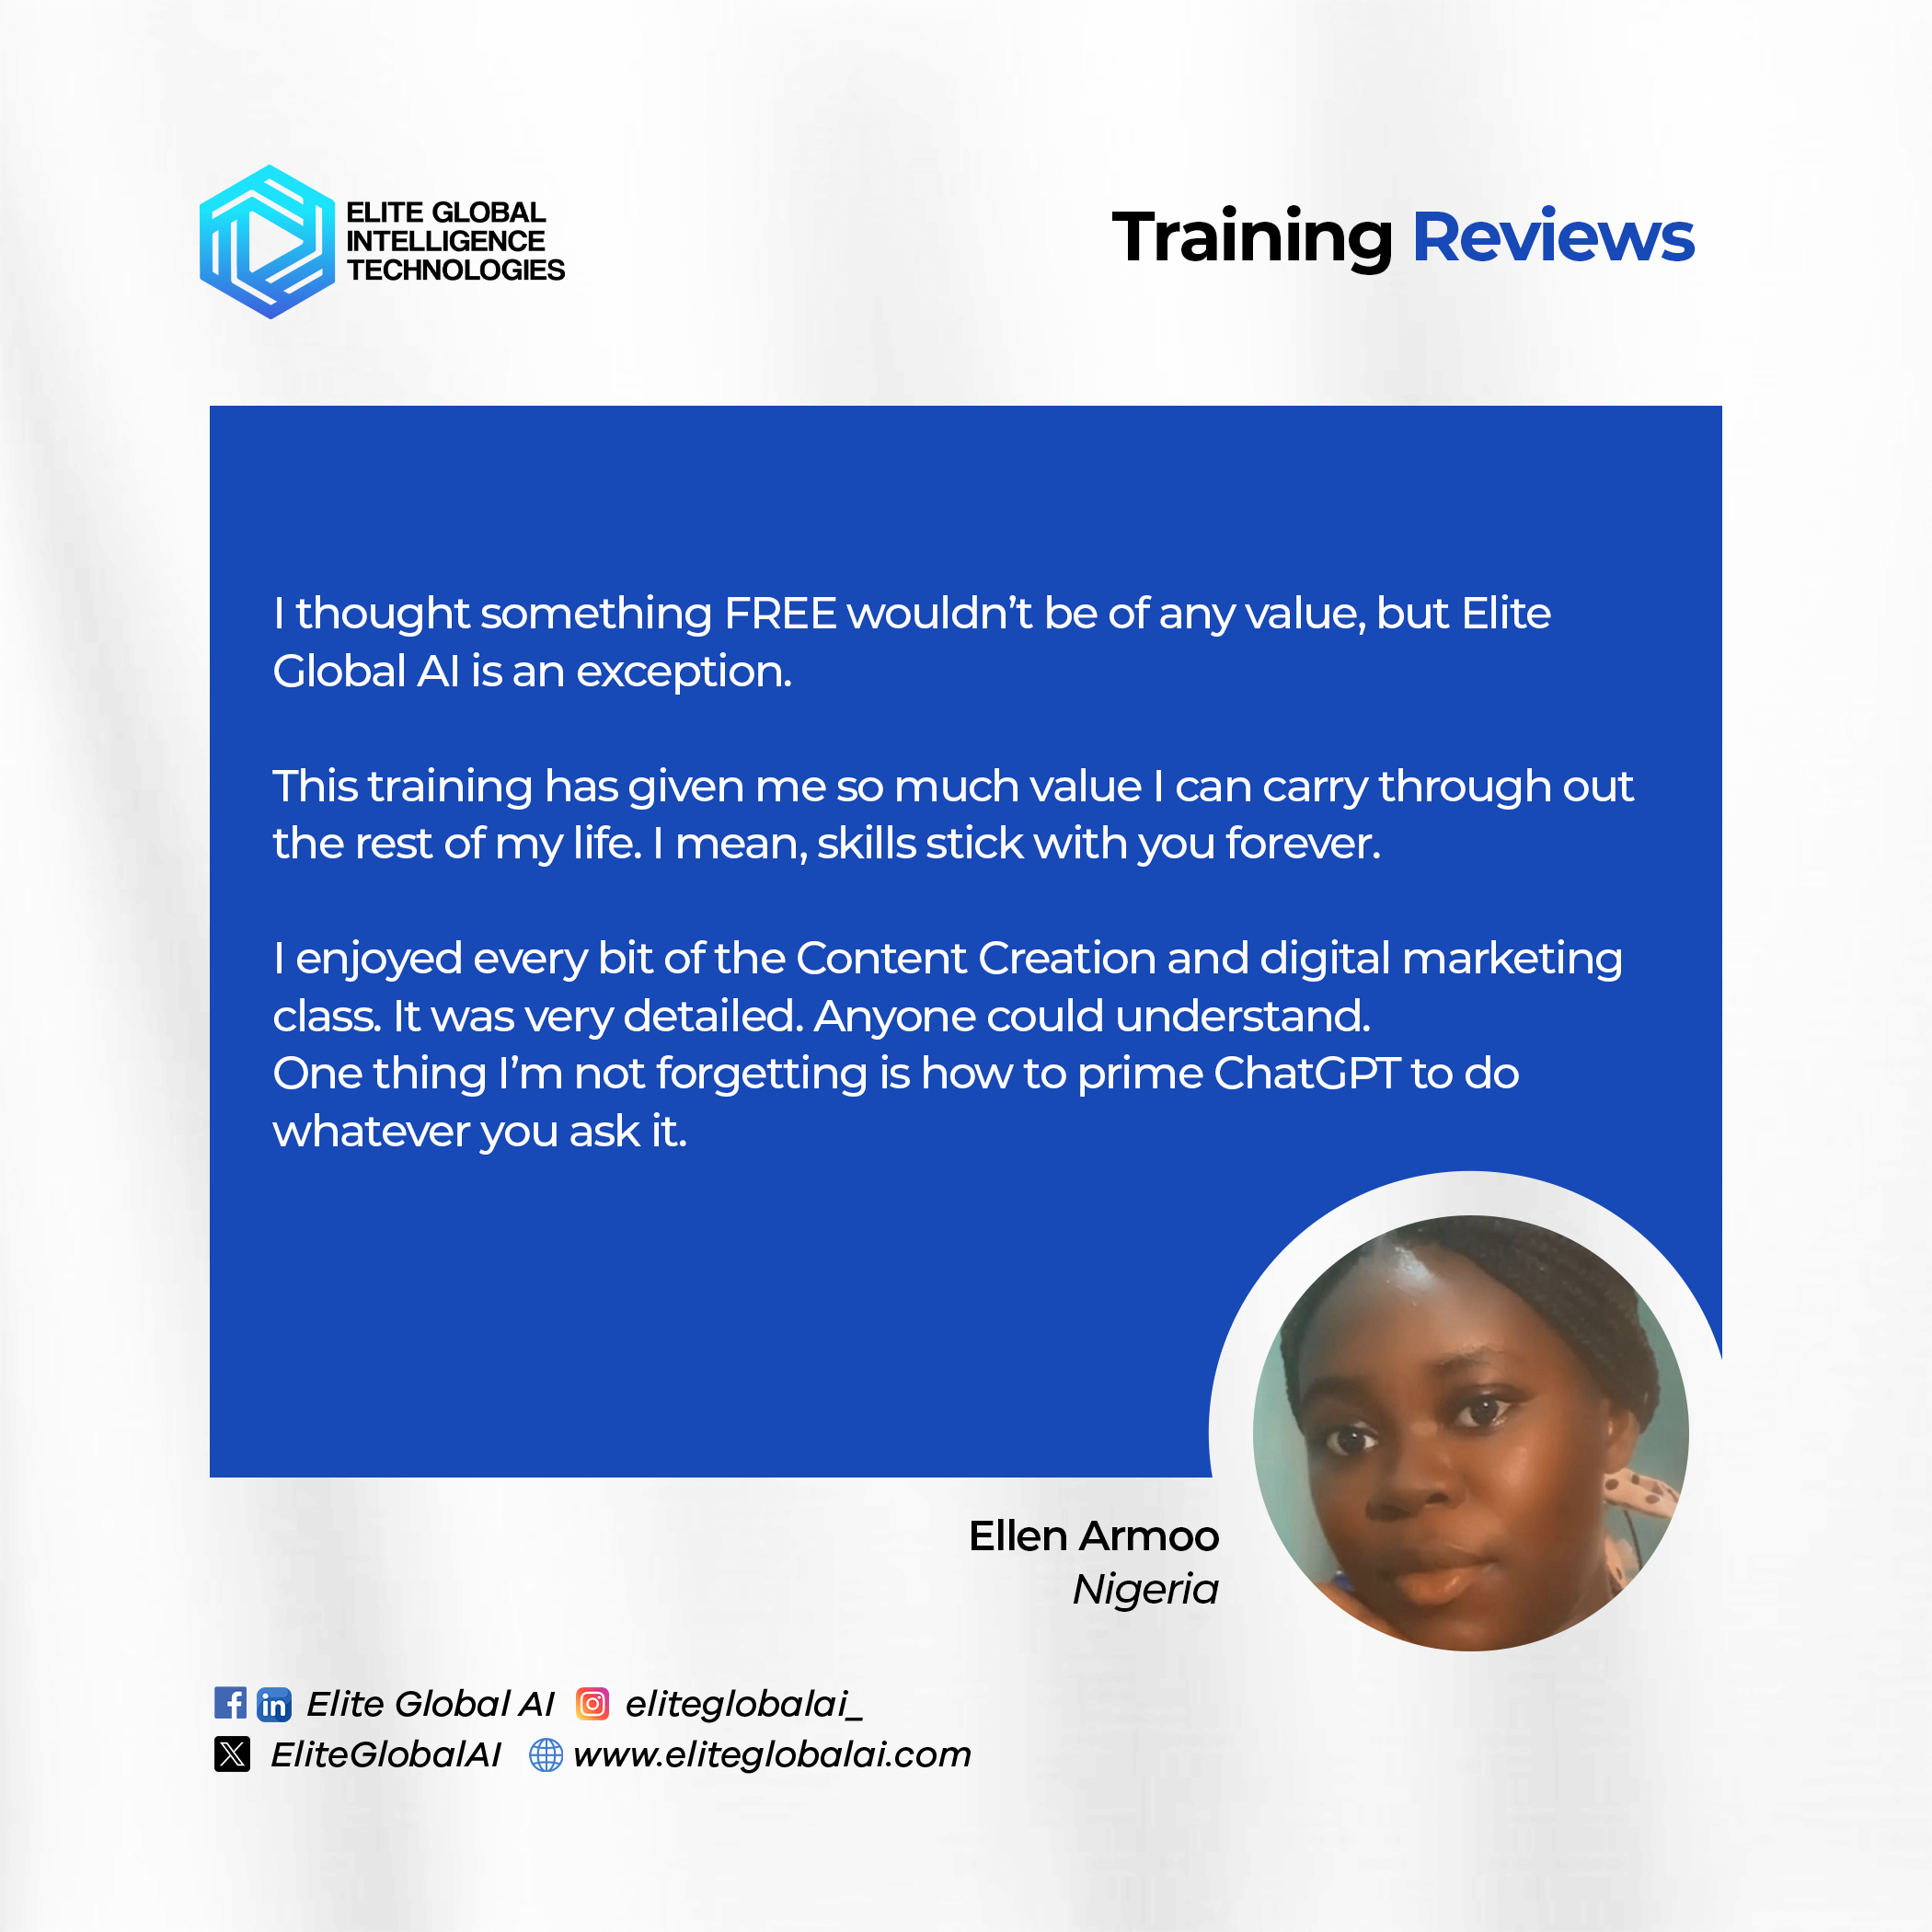 ELITE GLOBAL
INTELLIGENCE
TECHNOLOGIES
Training Reviews
I thought something FREE wouldn’t be of any value, but Elite
Global AI is an exception.
This training has given me so much value I can carry through out
the rest of my life. I mean, skills stick with you forever.
I enjoyed every bit of the Content Creation and digital marketing
class. It was very detailed. Anyone could understand.
One thing I’m not forgetting is how to prime ChatGPT to do
whatever you ask it.
Ellen Armoo
Nigeria
Elite Global AI eliteglobalai_
EliteGlobalAI www.eliteglobalai.com